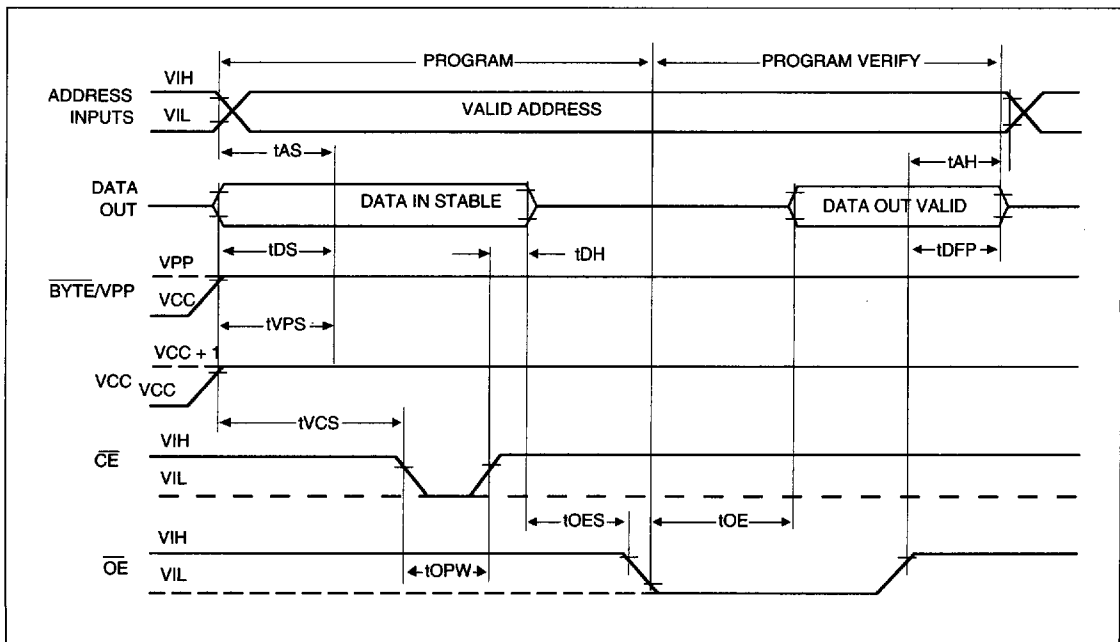 PROGRAM PROGRAM VERIFY
VIH
ADDRESS INPUTS
VIL
VALID ADDRESS
tAS tAH
DATA OUT
DATA IN STABLE DATA OUT VALID
tDS tDH tDFP
VPP
BYTE/VPP
VCC
tVPS
VCC + 1
VCC VCC
tVCS
VIH
CE
VIL
tOES tOE
VIH
OE
VIL
tOPW